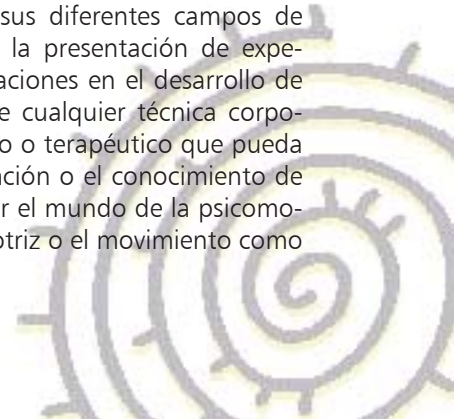 sus diferentes campos de
la presentación de expe-
aciones en el desarrollo de
e cualquier técnica corpo-
o o terapéutico que pueda
ación o el conocimiento de
r el mundo de la psicomo-
otriz o el movimiento como